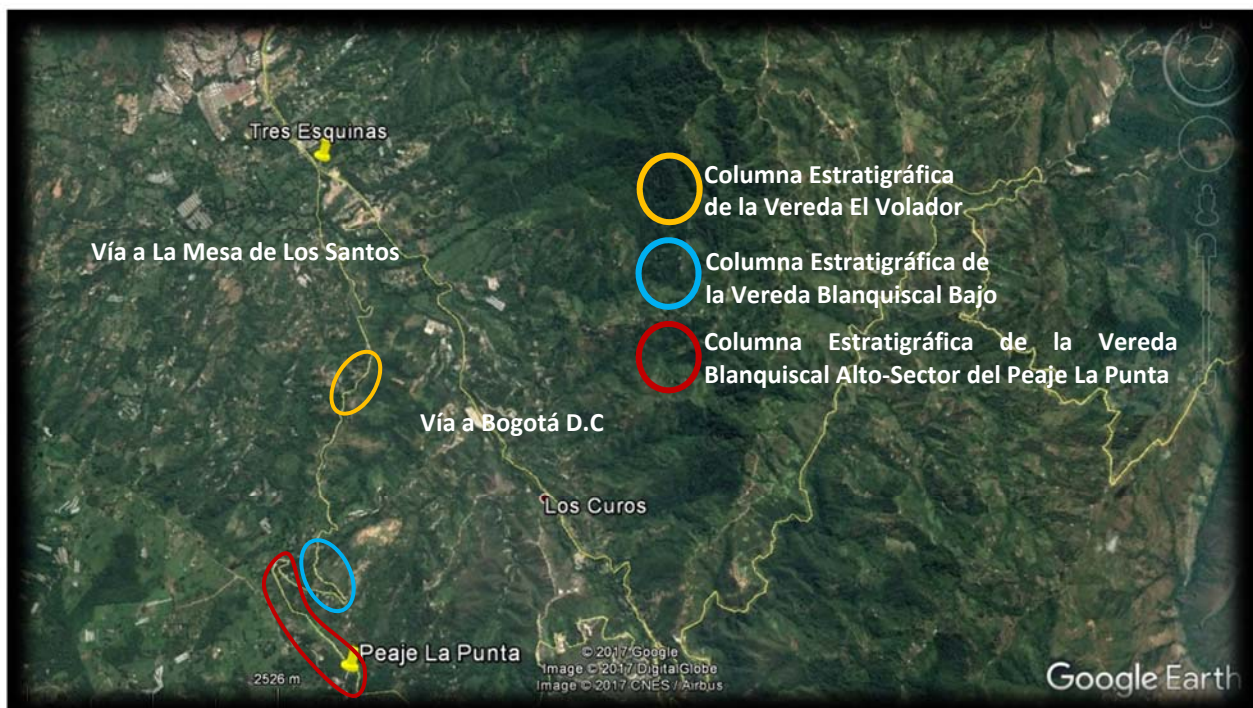 Tres Esquinas
Columna Estratigráfica
de la Vereda El Volador
Vía a La Mesa de Los Santos
Columna Estratigráfica de
la Vereda Blanquiscal Bajo
Columna Estratigráfica de la Vereda
Blanquiscal Alto-Sector del Peaje La Punta
Vía a Bogotá D.C
Los Curos
Peaje La Punta
2526 m
© 2017 Google
Image © 2017 DigitalGlobe
Image © 2017 CNES / Airbus
Google Earth